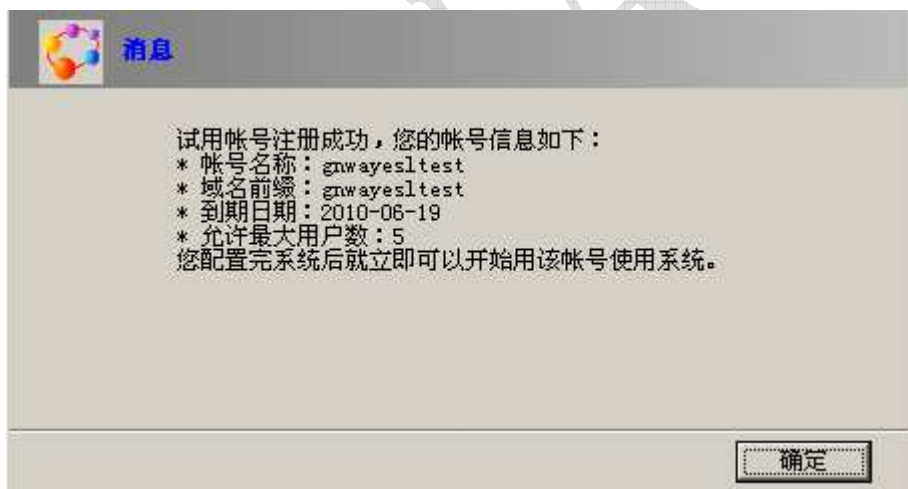 消息
试用帐号注册成功，您的帐号信息如下：
* 帐号名称：gnwayesltest
* 域名前缀：gnwayesltest
* 到期日期：2010-06-19
* 允许最大用户数：5
您配置完系统后就立即可以开始用该帐号使用系统。
确定